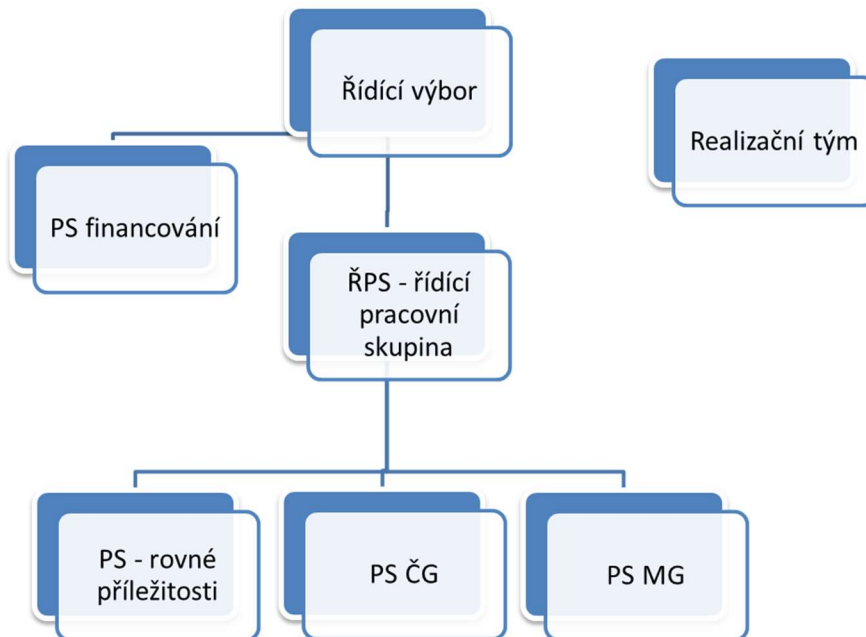 Řídící výbor
Realizační tým
PS financování
ŘPS - řídící
pracovní
skupina
PS - rovné
příležitosti
PS ČG
PS MG